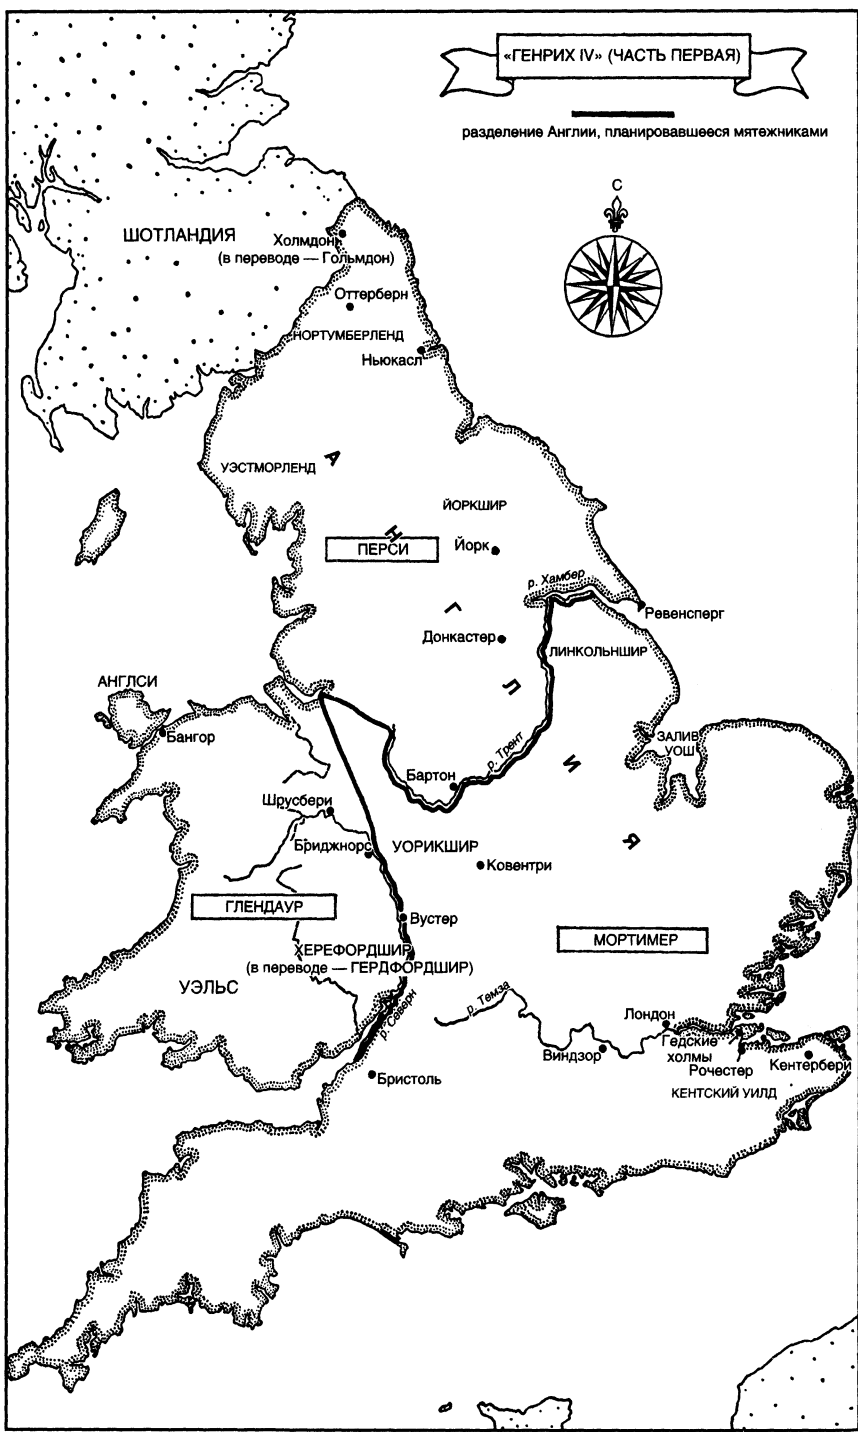 «ГЕНРИХ IV» (ЧАСТЬ ПЕРВАЯ)
разделение Англии, планировавшееся мятежниками
С
ШОТЛАНДИЯ
Холмдон
(в переводе — Гольмдон)
Оттерберн
НОРТУМБЕРЛЕНД
Ньюкасл
УЭСТМОРЛЕНД
АНГЛИЯ
ЙОРКШИР
ПЕРСИ
Йорк
р. Хамбер
Ревенсперг
Донкастер
ЛИНКОЛЬНШИР
АНГЛСИ
Бангор
р. Трент
ЗАЛИВ
УОШ
Бартон
Шрусбери
Бриджнорс
УОРИКШИР
Ковентри
ГЛЕНДАУР
Вустер
МОРТИМЕР
ХЕРЕФОРДШИР
(в переводе — ГЕРДФОРДШИР)
УЭЛЬС
р. Северн
р. Темза
Лондон
Гедские
холмы
Виндзор
Рочестер
Кентербери
Бристоль
КЕНТСКИЙ УИЛД